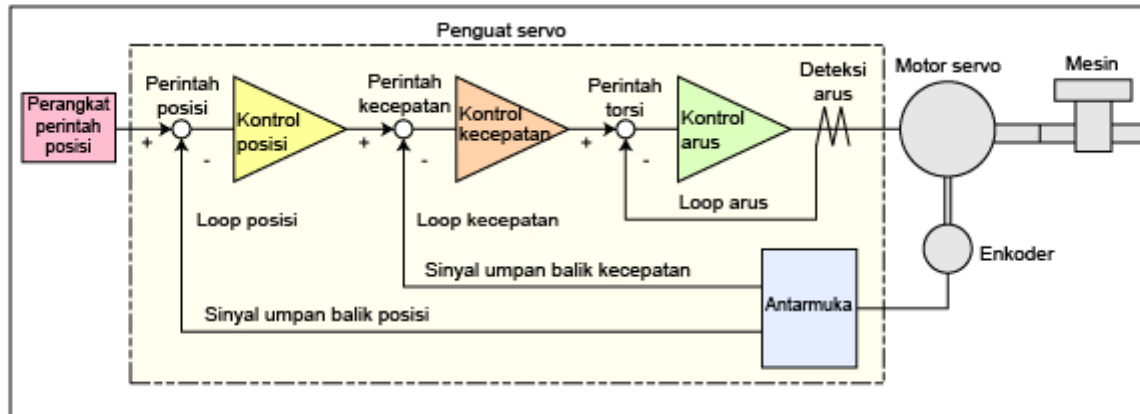 Penguat servo
Perangkat
perintah
posisi
Perintah
posisi
+
-
Kontrol
posisi
Perintah
kecepatan
+
-
Kontrol
kecepatan
Perintah
torsi
+
-
Kontrol
arus
Deteksi
arus
Motor servo
Mesin
Loop posisi
Loop kecepatan
Loop arus
Enkoder
Sinyal umpan balik kecepatan
Antarmuka
Sinyal umpan balik posisi